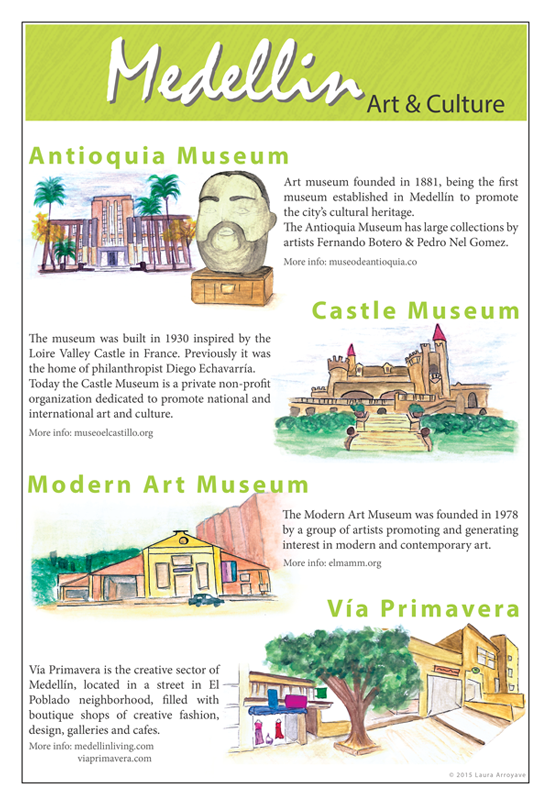 Medellin
Art & Culture
Antioquia Museum
Art museum founded in 1881, being the first
museum established in Medellín to promote
the city's cultural heritage.
The Antioquia Museum has large collections by
artists Fernando Botero & Pedro Nel Gomez.
More info: museodeantioquia.co
Castle Museum
The museum was built in 1930 inspired by the
Loire Valley Castle in France. Previously it was
the home of philanthropist Diego Echavarría.
Today the Castle Museum is a private non-profit
organization dedicated to promote national and
international art and culture.
More info: museoelcastillo.org
Modern Art Museum
The Modern Art Museum was founded in 1978
by a group of artists promoting and generating
interest in modern and contemporary art.
More info: elmamm.org
Vía Primavera
Vía Primavera is the creative sector of
Medellín, located in a street in El
Poblado neighborhood, filled with
boutique shops of creative fashion,
design, galleries and cafes.
More info: medellinliving.com
viaprimavera.com
© 2015 Laura Arroyave